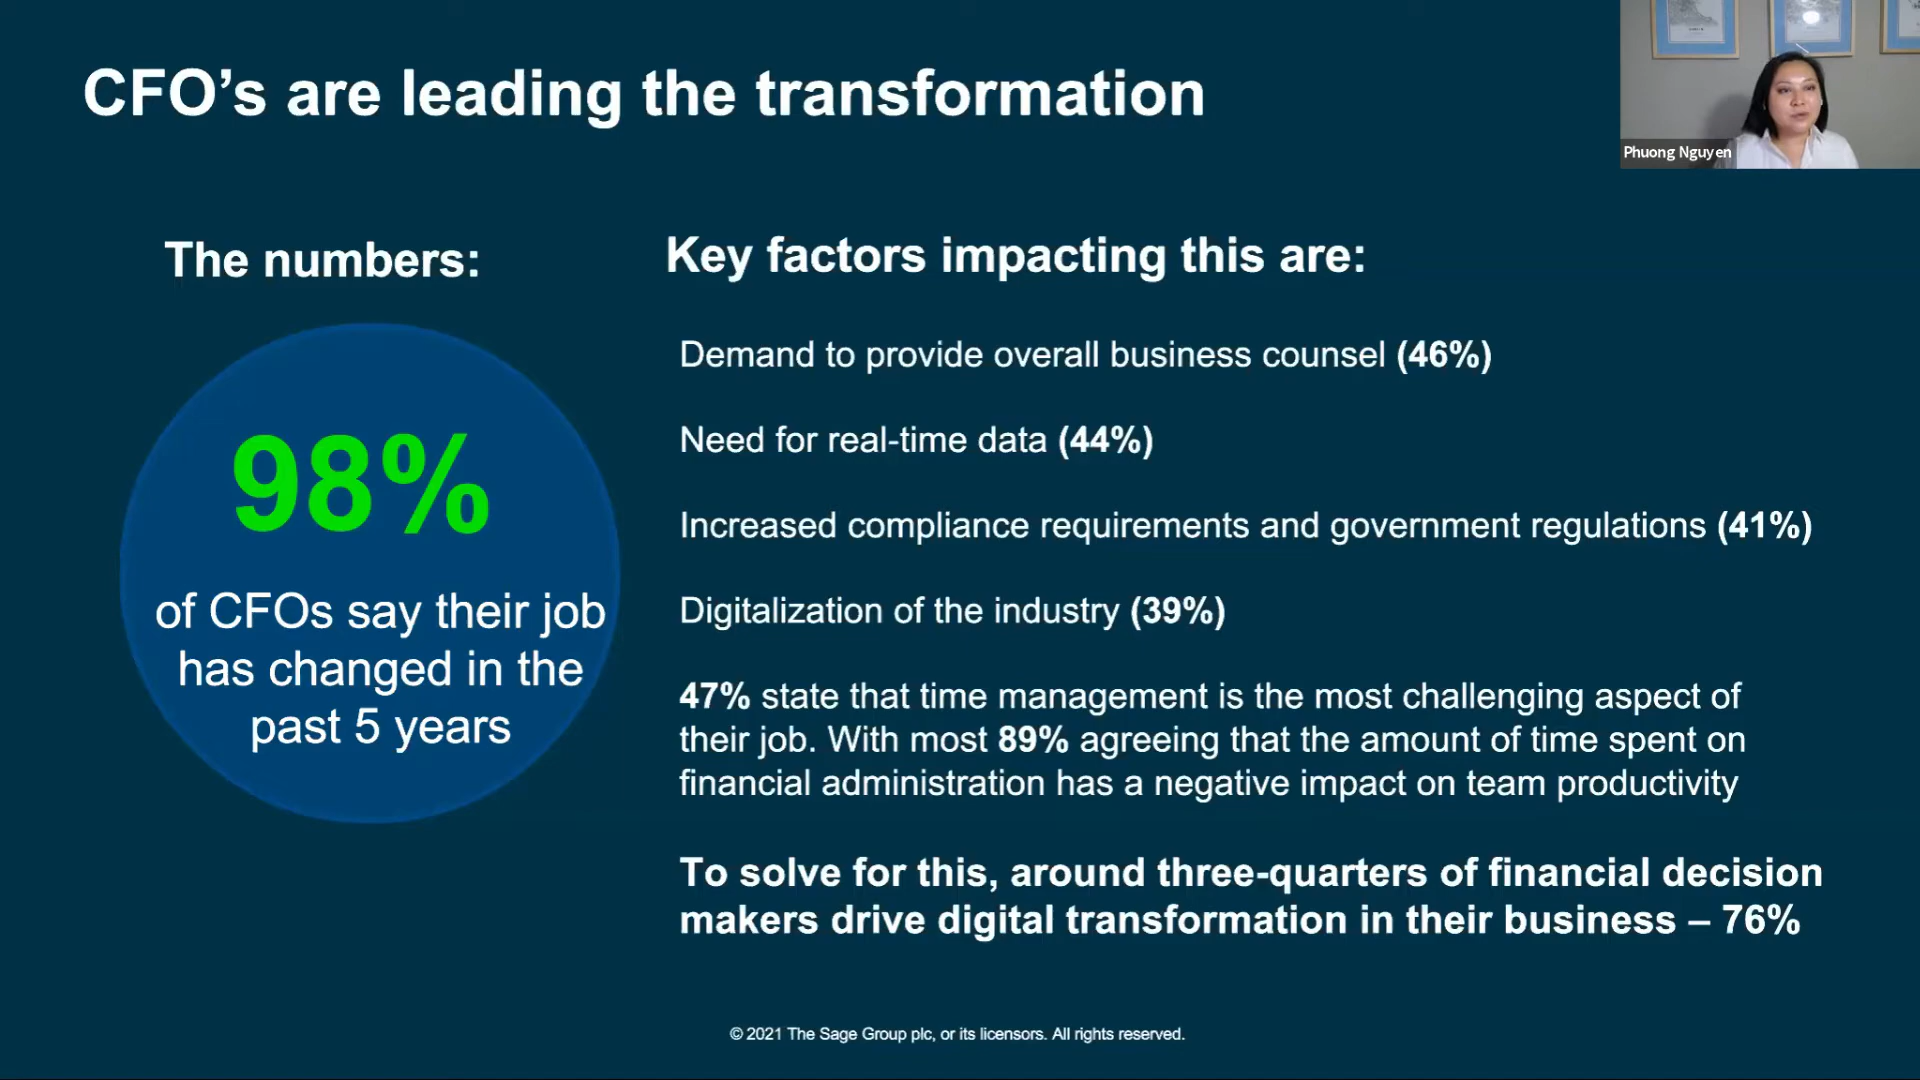 CFO’s are leading the transformation
Phuong Nguyen
The numbers:
98%
of CFOs say their job
has changed in the
past 5 years
Key factors impacting this are:
Demand to provide overall business counsel (46%)
Need for real-time data (44%)
Increased compliance requirements and government regulations (41%)
Digitalization of the industry (39%)
47% state that time management is the most challenging aspect of
their job. With most 89% agreeing that the amount of time spent on
financial administration has a negative impact on team productivity
To solve for this, around three-quarters of financial decision
makers drive digital transformation in their business – 76%
© 2021 The Sage Group plc, or its licensors. All rights reserved.